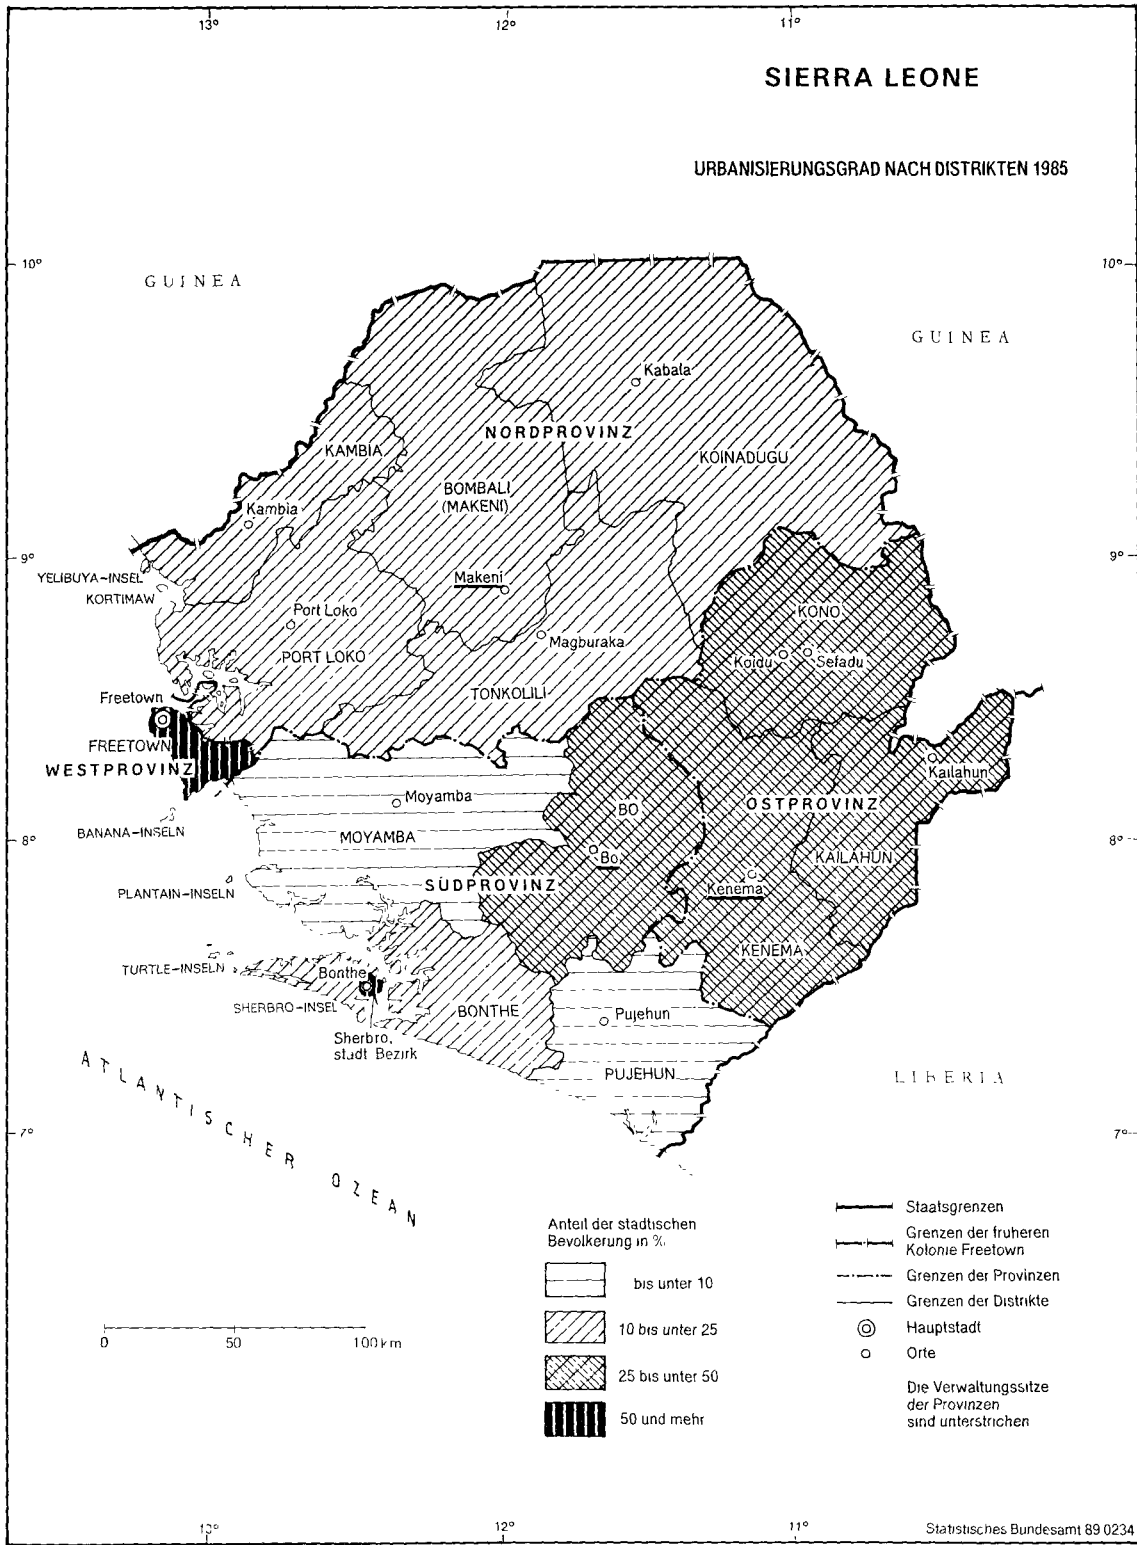 13°
12°
11°
SIERRA LEONE
URBANISIERUNGSGRAD NACH DISTRIKTEN 1985
10°
10°
GUINEA
GUINEA
Kabala
NORDPROVINZ
KAMBIA
KOINADUGU
BOMBALI
(MAKENI)
Kambia
9°
9°
YELIBUYA-INSEL
KORTIMAW
Makeni
KONO
Port Loko
Magburaka
PORT LOKO
Koidu
Sefadu
TONKOLILI
Freetown
FREETOWN
WESTPROVINZ
Kailahun
Moyamba
BO
OSTPROVINZ
BANANA-INSELN
MOYAMBA
8°
8°
Bo
KAILAHUN
PLANTAIN-INSELN
SÜDPROVINZ
Kenema
KENEMA
TURTLE-INSELN
Bonthe
SHERBRO-INSEL
BONTHE
Pujehun
Sherbro,
stadt Bezirk
PUJEHUN
LIBERIA
ATLANTISCHER OZEAN
7°
7°
Anteil der stadtischen
Bevolkerung in %
bis unter 10
10 bis unter 25
25 bis unter 50
50 und mehr
Staatsgrenzen
Grenzen der fruheren
Kolonie Freetown
Grenzen der Provinzen
Grenzen der Distrikte
Hauptstadt
Orte
Die Verwaltungssitze
der Provinzen
sind unterstrichen
0 50 100 km
13°
12°
11°
Statistisches Bundesamt 89 0234